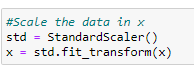 #Scale the data in x
std = StandardScaler()
x = std.fit_transform(x)